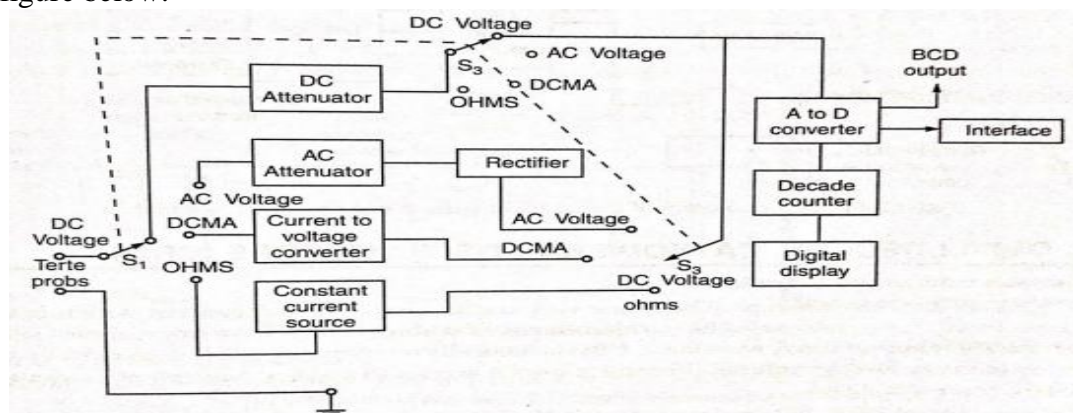 figure below.
DC Voltage
AC Voltage
S3
DCMA
OHMS
BCD
output
DC
Attenuator
A to D
converter
Interface
AC
Attenuator
Rectifier
AC Voltage
Decade
counter
DC
Voltage
DCMA
Current to
voltage
converter
AC Voltage
DCMA
S1
OHMS
Terte
probs
S3
DC Voltage
ohms
Digital
display
Constant
current
source